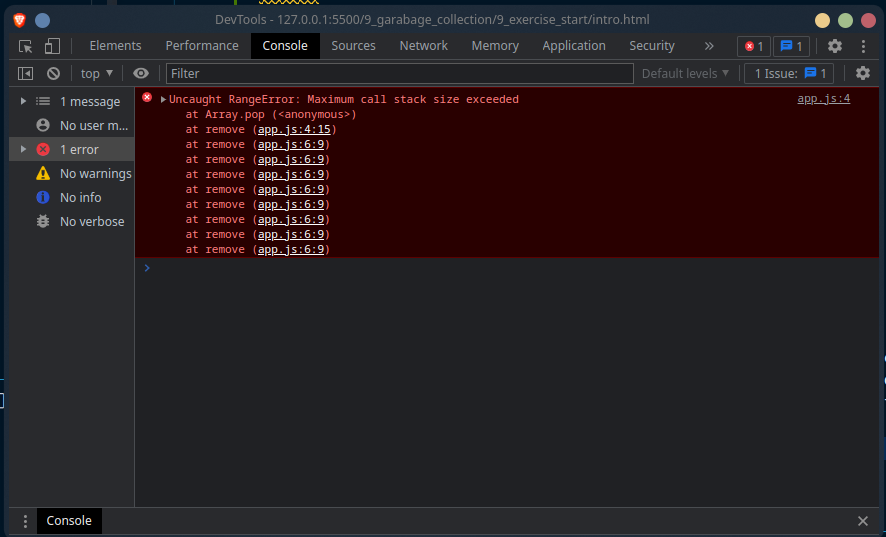 DevTools - 127.0.0.1:5500/9_garabage_collection/9_exercise_start/intro.html
Elements Performance Console Sources Network Memory Application Security » 1 1
top ▼ Filter Default levels ▼ 1 Issue: 1
1 message
No user m...
1 error
No warnings
No info
No verbose
Uncaught RangeError: Maximum call stack size exceeded app.js:4
at Array.pop (<anonymous>)
at remove (app.js:4:15)
at remove (app.js:6:9)
at remove (app.js:6:9)
at remove (app.js:6:9)
at remove (app.js:6:9)
at remove (app.js:6:9)
at remove (app.js:6:9)
at remove (app.js:6:9)
at remove (app.js:6:9)
Console